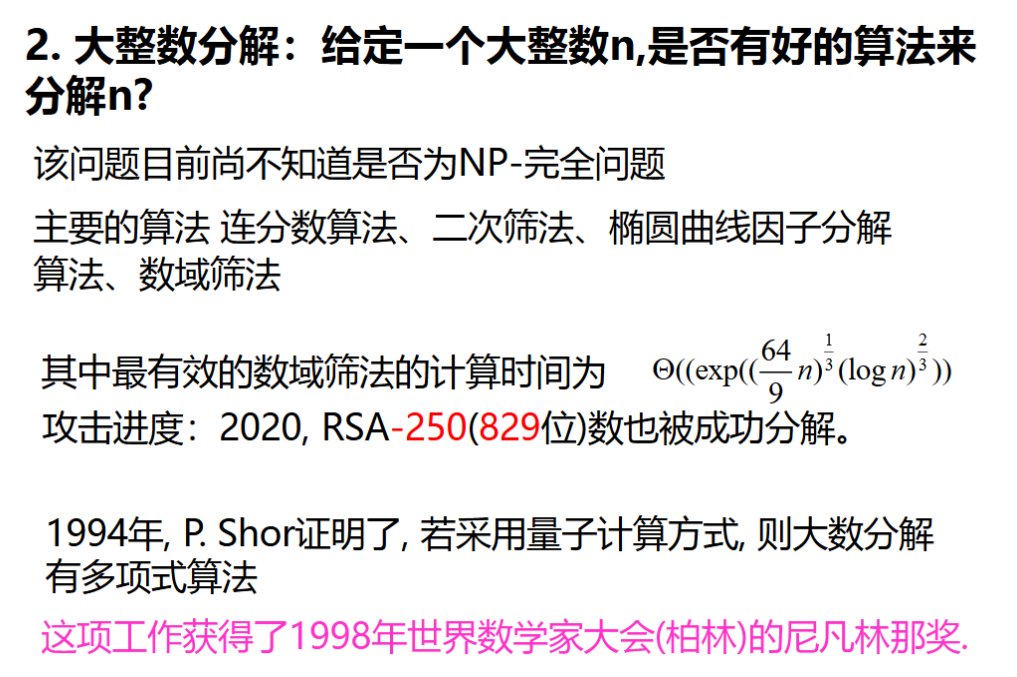 2. 大整数分解：给定一个大整数n,是否有好的算法来
分解n?
该问题目前尚不知道是否为NP-完全问题
主要的算法 连分数算法、二次筛法、椭圆曲线因子分解
算法、数域筛法
其中最有效的数域筛法的计算时间为 Θ((exp((64/9 n)^(1/3) (log n)^(2/3)))
攻击进度：2020, RSA-250(829位)数也被成功分解。
1994年, P. Shor证明了, 若采用量子计算方式, 则大数分解
有多项式算法
这项工作获得了1998年世界数学家大会(柏林)的尼凡林那奖.